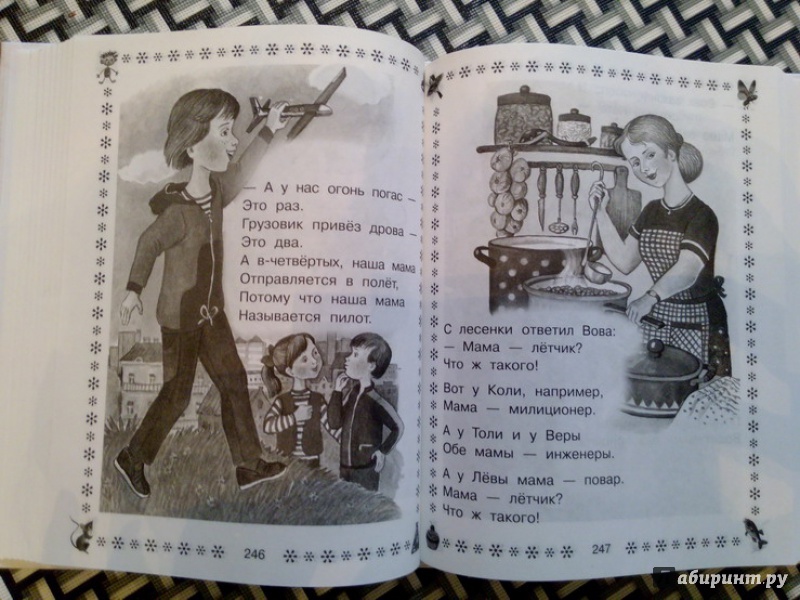 — А у нас огонь погас —
Это раз.
Грузовик привёз дрова —
Это два.
А в-четвёртых, наша мама
Отправляется в полёт,
Потому что наша мама
Называется пилот.
246
С лесенки ответил Вова:
— Мама — лётчик?
Что ж такого!
Вот у Коли, например,
Мама — милиционер.
А у Толи и у Веры
Обе мамы — инженеры.
А у Лёвы мама — повар.
Мама — лётчик?
Что ж такого!
247
абиринт.ру